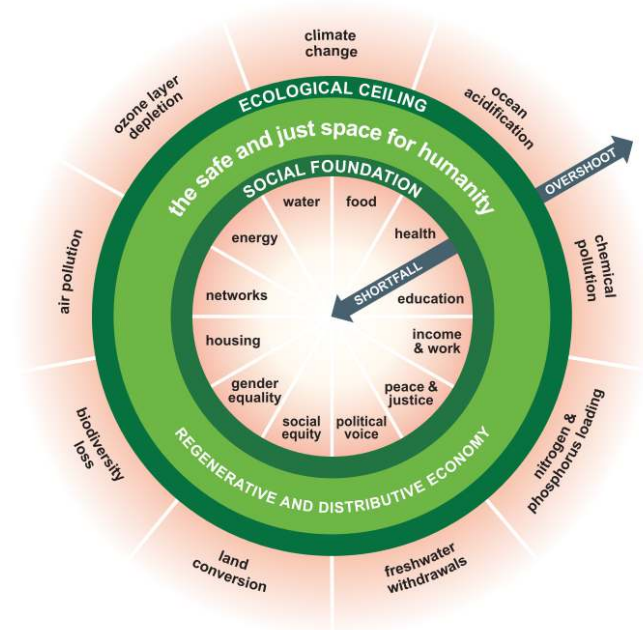 climate
change
ocean
acidification
OVERSHOOT
chemical
pollution
nitrogen &
phosphorus loading
freshwater
withdrawals
land
conversion
biodiversity
loss
air pollution
ozone layer
depletion
ECOLOGICAL CEILING
the safe and just space for humanity
SOCIAL FOUNDATION
water
food
health
SHORTFALL
education
income
& work
peace &
justice
political
voice
social
equity
gender
equality
housing
networks
energy
REGENERATIVE AND DISTRIBUTIVE ECONOMY